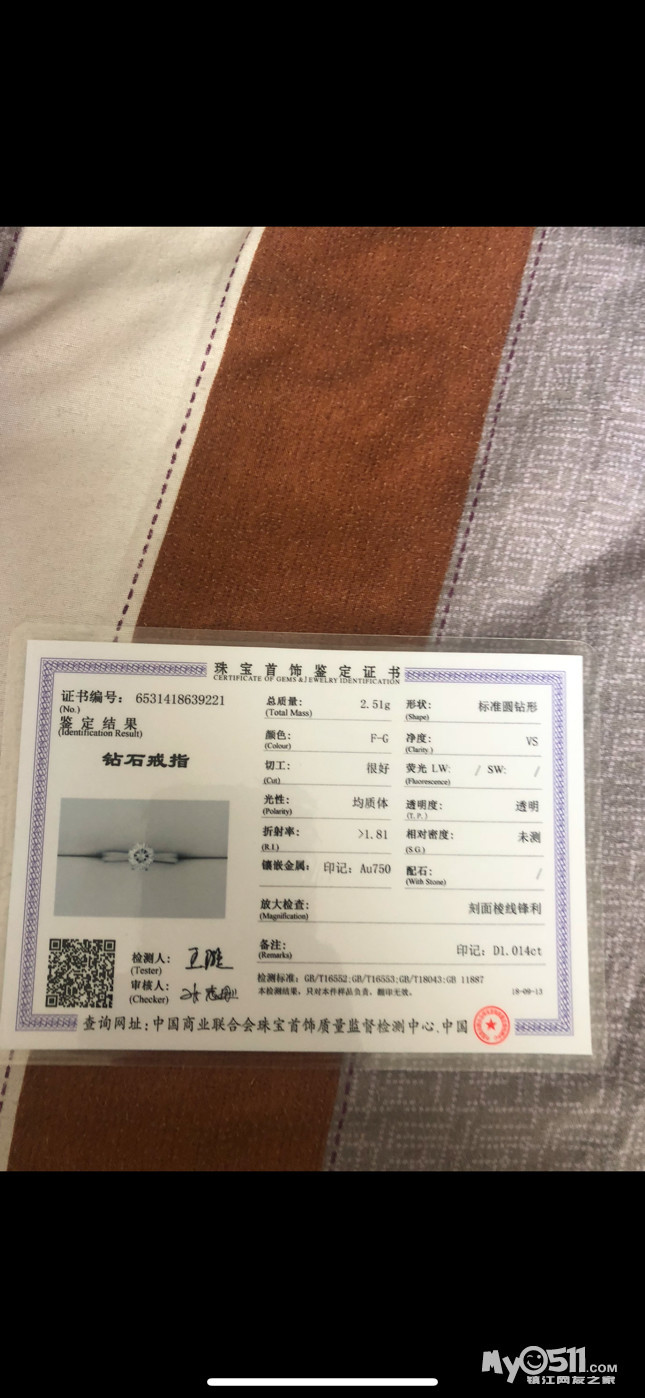 珠宝首饰鉴定证书
CERTIFICATE OF GEMS & JEWELRY IDENTIFICATION
证书编号: 6531418639221
(No.)
鉴定结果
(Identification Result)
钻石戒指
总质量: 2.51g
(Total Mass)
形状: 标准圆钻形
(Shape)
颜色: F-G
(Colour)
净度: VS
(Clarity)
切工: 很好
(Cut)
荧光 LW: / SW: /
(Fluorescence)
光性: 均质体
(Polarity)
透明度: 透明
(T.P.)
折射率: >1.81
(R.I.)
相对密度: 未测
(S.G.)
镶嵌金属: 印记: Au750
配石: /
(With Stone)
放大检查: 刻面棱线锋利
(Magnification)
备注: 印记: D1.014ct
(Remarks)
检测人:
(Tester)
审核人:
(Checker)
检测标准: GB/T16552;GB/T16553;GB/T18043;GB 11887
本检测结果, 只对本件样品负责, 翻印无效。 18-09-13
查询网址:中国商业联合会珠宝首饰质量监督检测中心.中国
My0511.COM
镇江网友之家